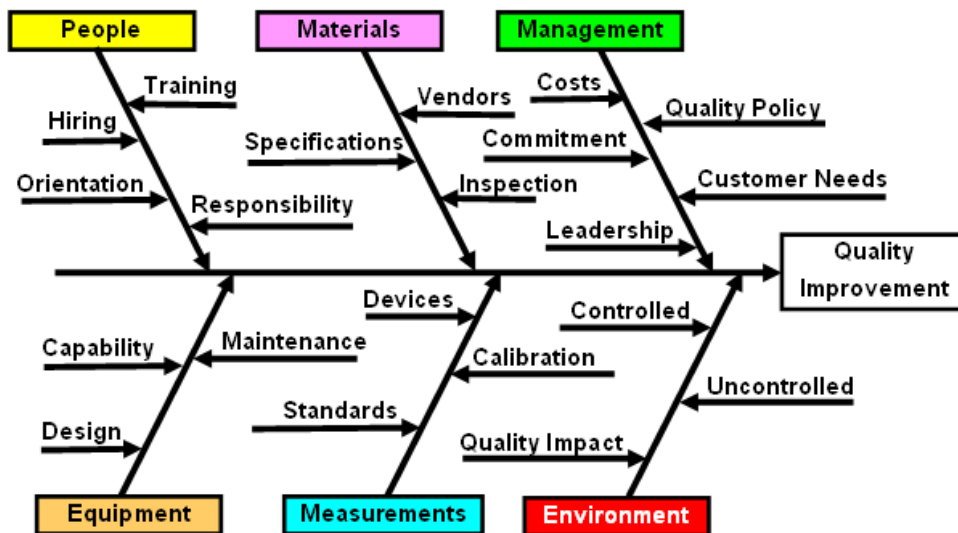 People
Materials
Management
Training
Hiring
Orientation
Responsibility
Vendors
Specifications
Inspection
Costs
Quality Policy
Commitment
Customer Needs
Leadership
Quality
Improvement
Capability
Maintenance
Design
Devices
Calibration
Standards
Controlled
Uncontrolled
Quality Impact
Equipment
Measurements
Environment